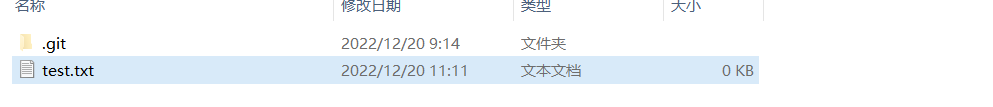 名称 修改日期 类型 大小
.git 2022/12/20 9:14 文件夹
test.txt 2022/12/20 11:11 文本文档 0 KB